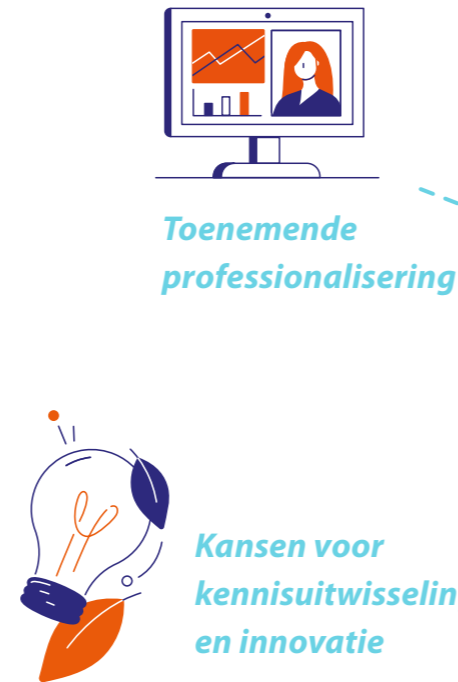 Toenemende
professionalisering
Kansen voor
kennisuitwisselin
en innovatie